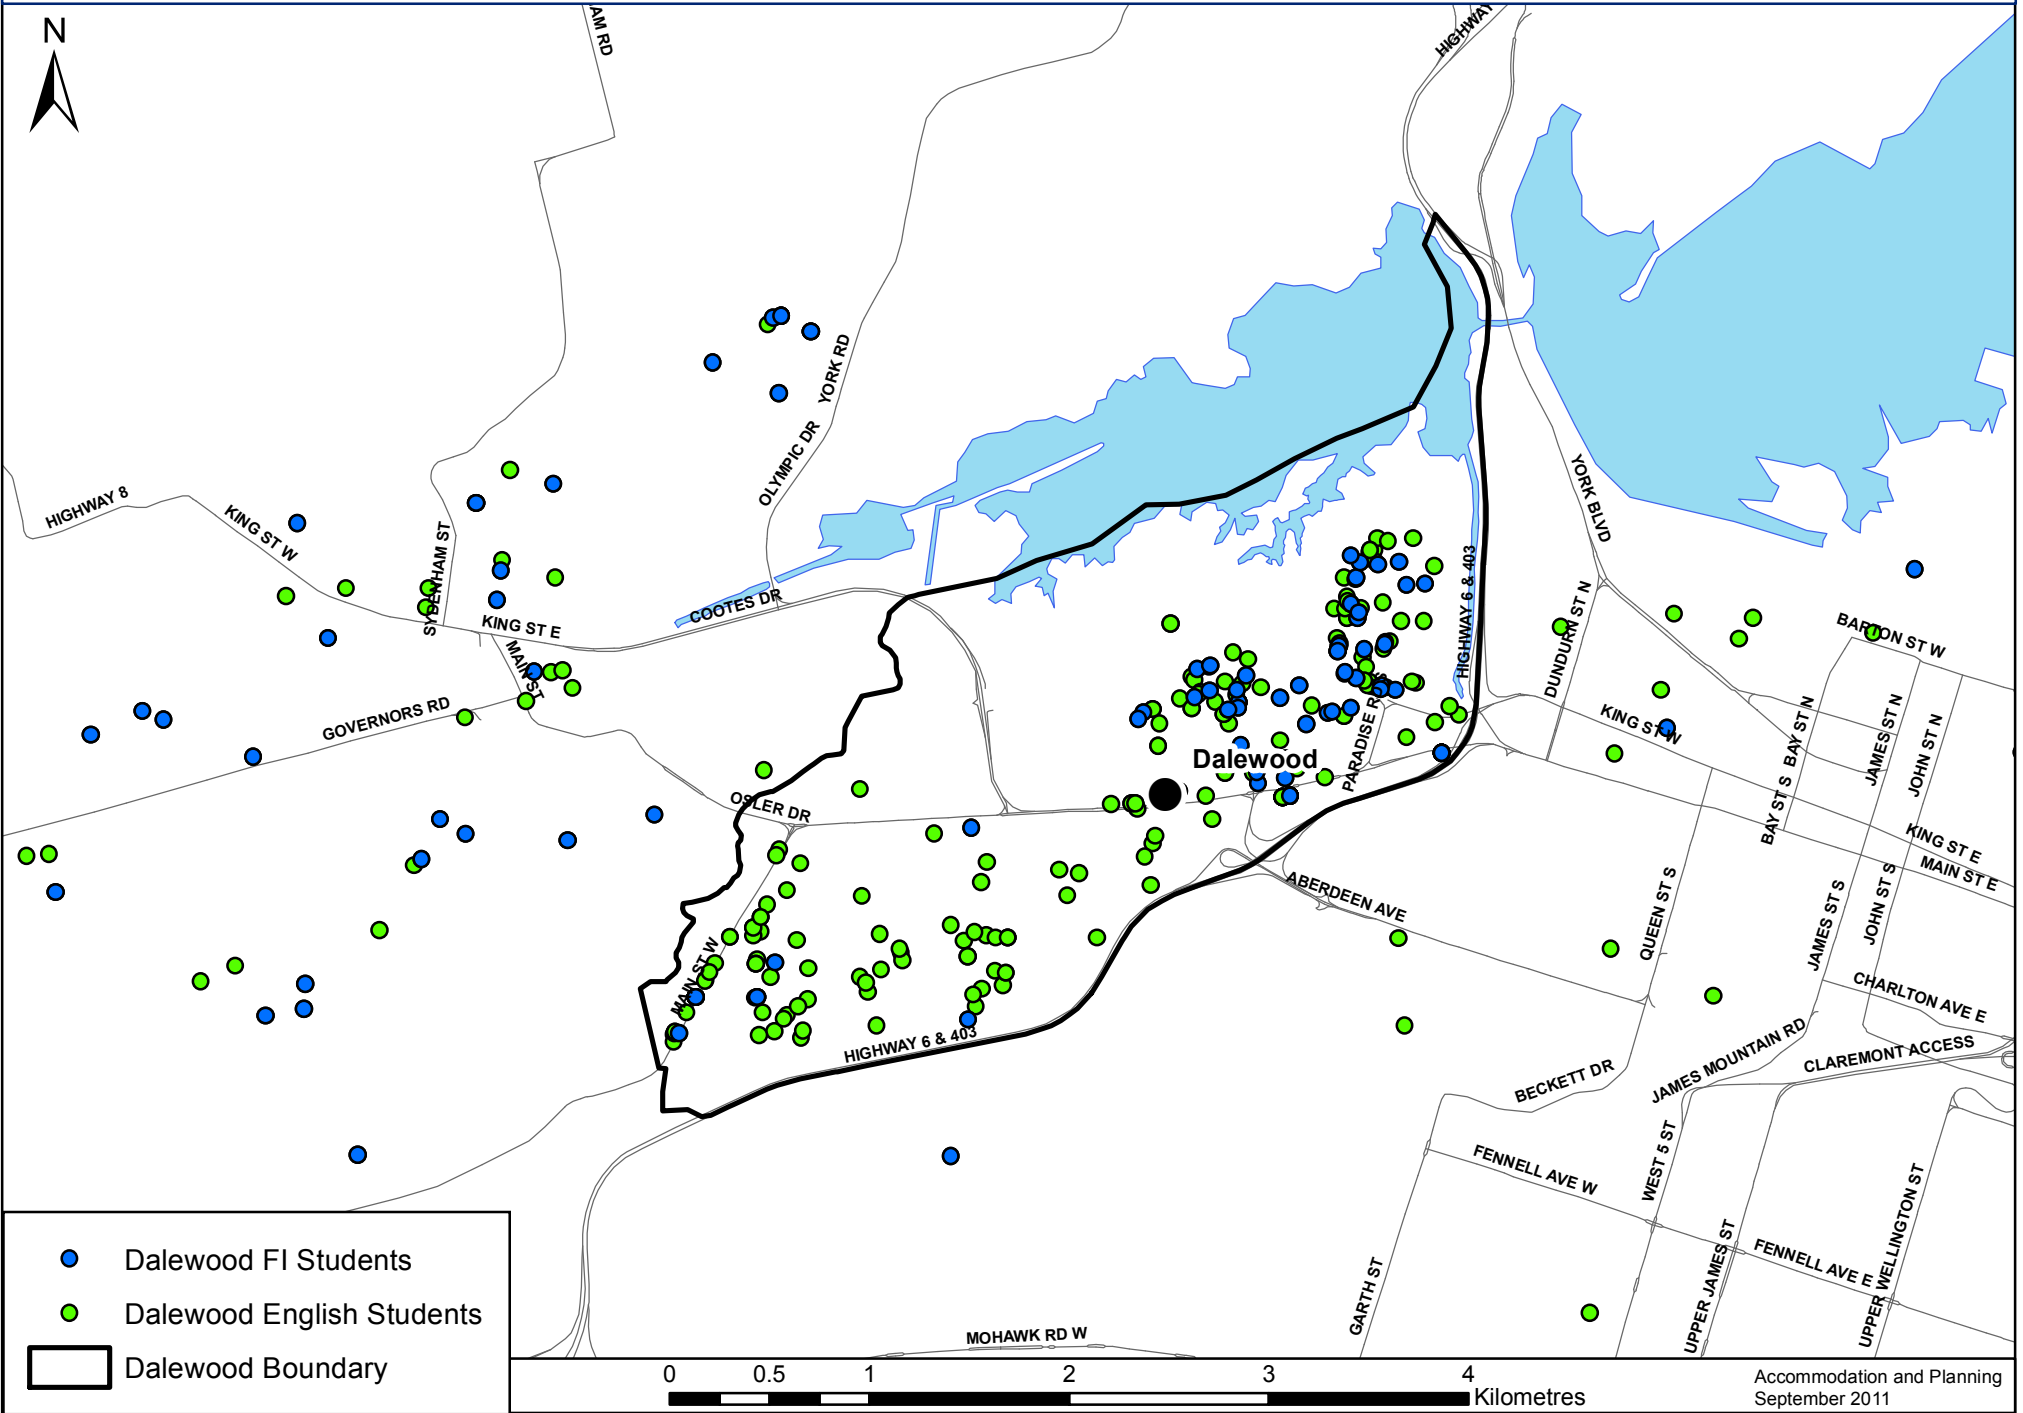 N
AM RD
HIGHWAY
HIGHWAY 8
KING ST W
SYDENHAM ST
YORK RD
OLYMPIC DR
COOTES DR
KING ST E
MAIN ST
GOVERNORS RD
OSLER DR
MAIN ST W
HIGHWAY 6 & 403
Dalewood
PARADISE RD S
HIGHWAY 6 & 403
YORK BLVD
DUNDURN ST N
BARTON ST W
KING ST W
BAY ST N
BAY ST S
JAMES ST N
JOHN ST N
KING ST E
MAIN ST E
QUEEN ST S
JAMES ST S
JOHN ST S
ABERDEEN AVE
CHARLTON AVE E
CLAREMONT ACCESS
JAMES MOUNTAIN RD
BECKETT DR
WEST 5 ST
FENNELL AVE W
FENNELL AVE E
GARTH ST
UPPER JAMES ST
UPPER WELLINGTON ST
MOHAWK RD W
Dalewood FI Students
Dalewood English Students
Dalewood Boundary
0 0.5 1 2 3 4
Kilometres
Accommodation and Planning
September 2011